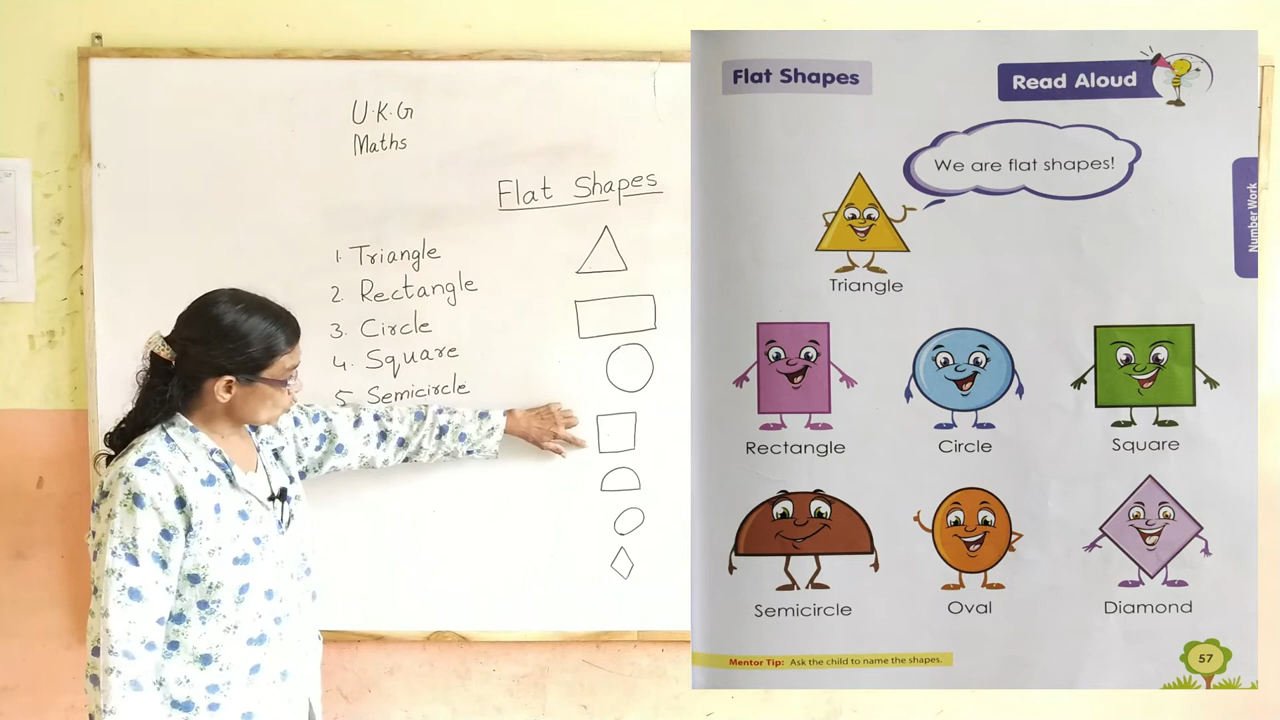 U.K.G
Maths
Flat Shapes
1. Triangle
2. Rectangle
3. Circle
4. Square
5 Semicircle
Flat Shapes
Read Aloud
We are flat shapes!
Triangle
Number Work
Rectangle
Circle
Square
Semicircle
Oval
Diamond
Mentor Tip: Ask the child to name the shapes.
57